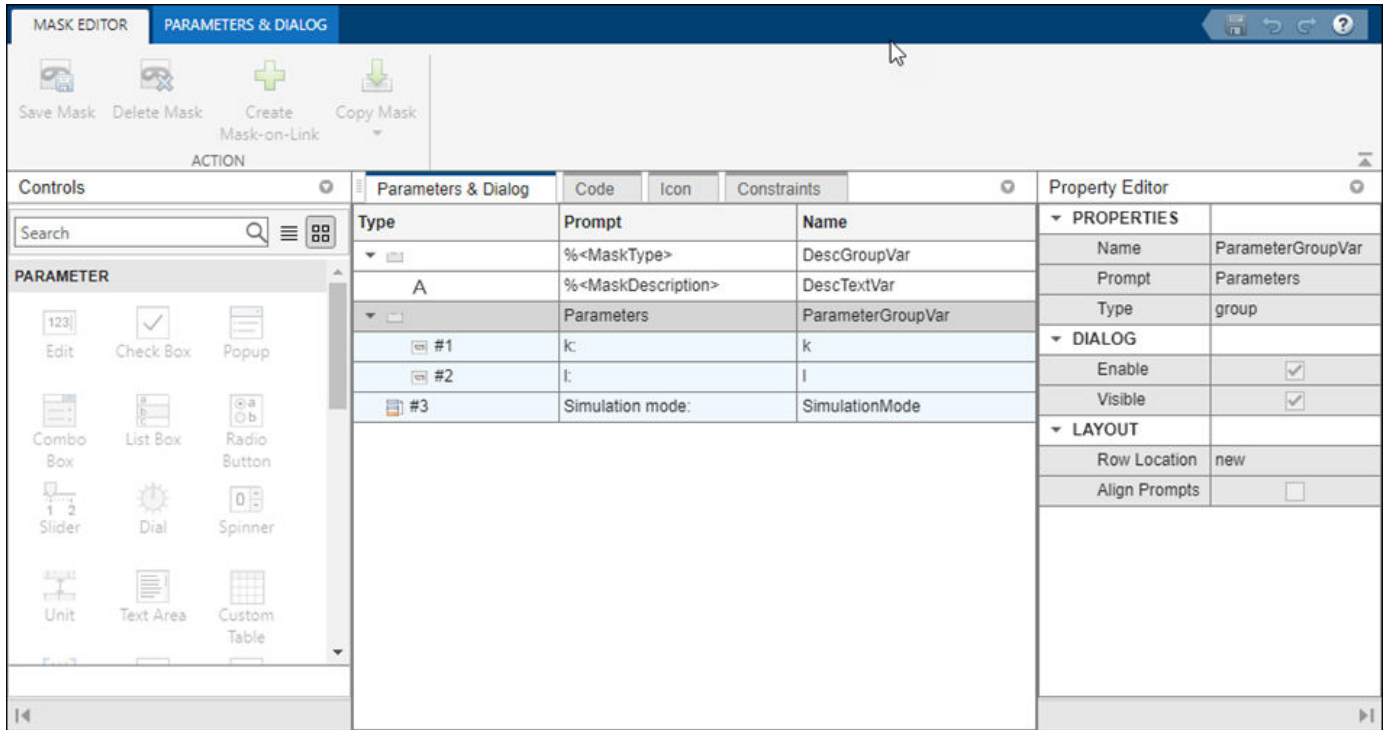 MASK EDITOR PARAMETERS & DIALOG ?
Save Mask Delete Mask Create Mask-on-Link Copy Mask
ACTION
Controls
Search
PARAMETER
123
Edit Check Box Popup
a
b
c
a
b
Combo Box List Box Radio Button
1 2
0
Slider Dial Spinner
Unit Text Area Custom Table
Parameters & Dialog Code Icon Constraints
Type Prompt Name
%<MaskType> DescGroupVar
A %<MaskDescription> DescTextVar
Parameters ParameterGroupVar
#1 k: k
#2 l: l
#3 Simulation mode: SimulationMode
Property Editor
PROPERTIES
Name ParameterGroupVar
Prompt Parameters
Type group
DIALOG
Enable
Visible
LAYOUT
Row Location new
Align Prompts